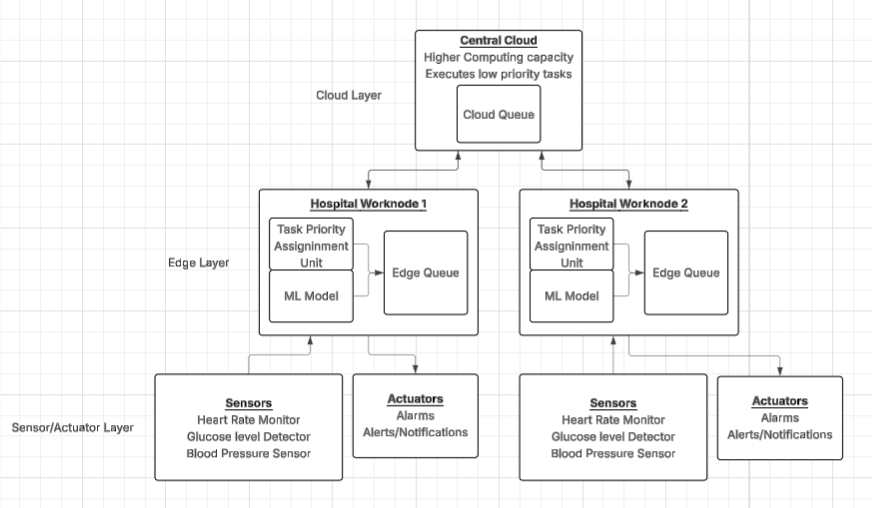 Central Cloud
Higher Computing capacity
Executes low priority tasks
Cloud Layer
Cloud Queue
Hospital Worknode 1
Task Priority
Assigninment
Unit
ML Model
Edge Queue
Hospital Worknode 2
Task Priority
Assigninment
Unit
ML Model
Edge Queue
Edge Layer
Sensor/Actuator Layer
Sensors
Heart Rate Monitor
Glucose level Detector
Blood Pressure Sensor
Actuators
Alarms
Alerts/Notifications
Sensors
Heart Rate Monitor
Glucose level Detector
Blood Pressure Sensor
Actuators
Alarms
Alerts/Notifications